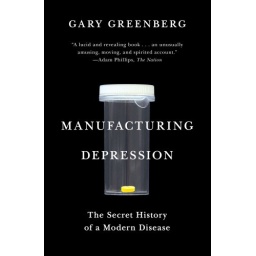 GARY GREENBERG
"A lucid and revealing book . . . an unusually
amusing, moving, and spirited account."
—Adam Phillips, The Nation
MANUFACTURING
DEPRESSION
The Secret History
of a Modern Disease